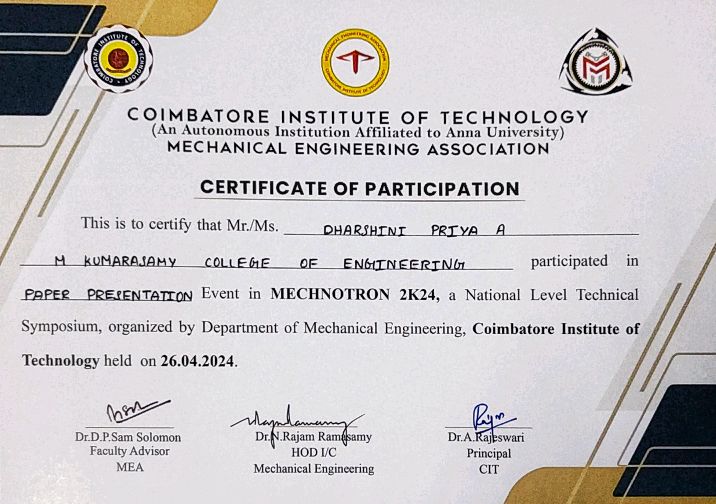 COIMBATORE INSTITUTE OF TECHNOLOGY
(An Autonomous Institution Affiliated to Anna University)
MECHANICAL ENGINEERING ASSOCIATION
CERTIFICATE OF PARTICIPATION
This is to certify that Mr./Ms. DHARSHINI PRIYA A
M KUMARASAMY COLLEGE OF ENGINEERING participated in
PAPER PRESENTATION Event in MECHNOTRON 2K24, a National Level Technical
Symposium, organized by Department of Mechanical Engineering, Coimbatore Institute of
Technology held on 26.04.2024.
Dr.D.P.Sam Solomon
Faculty Advisor
MEA
Dr.N.Rajam Ramasamy
HOD I/C
Mechanical Engineering
Dr.A.Rajeswari
Principal
CIT